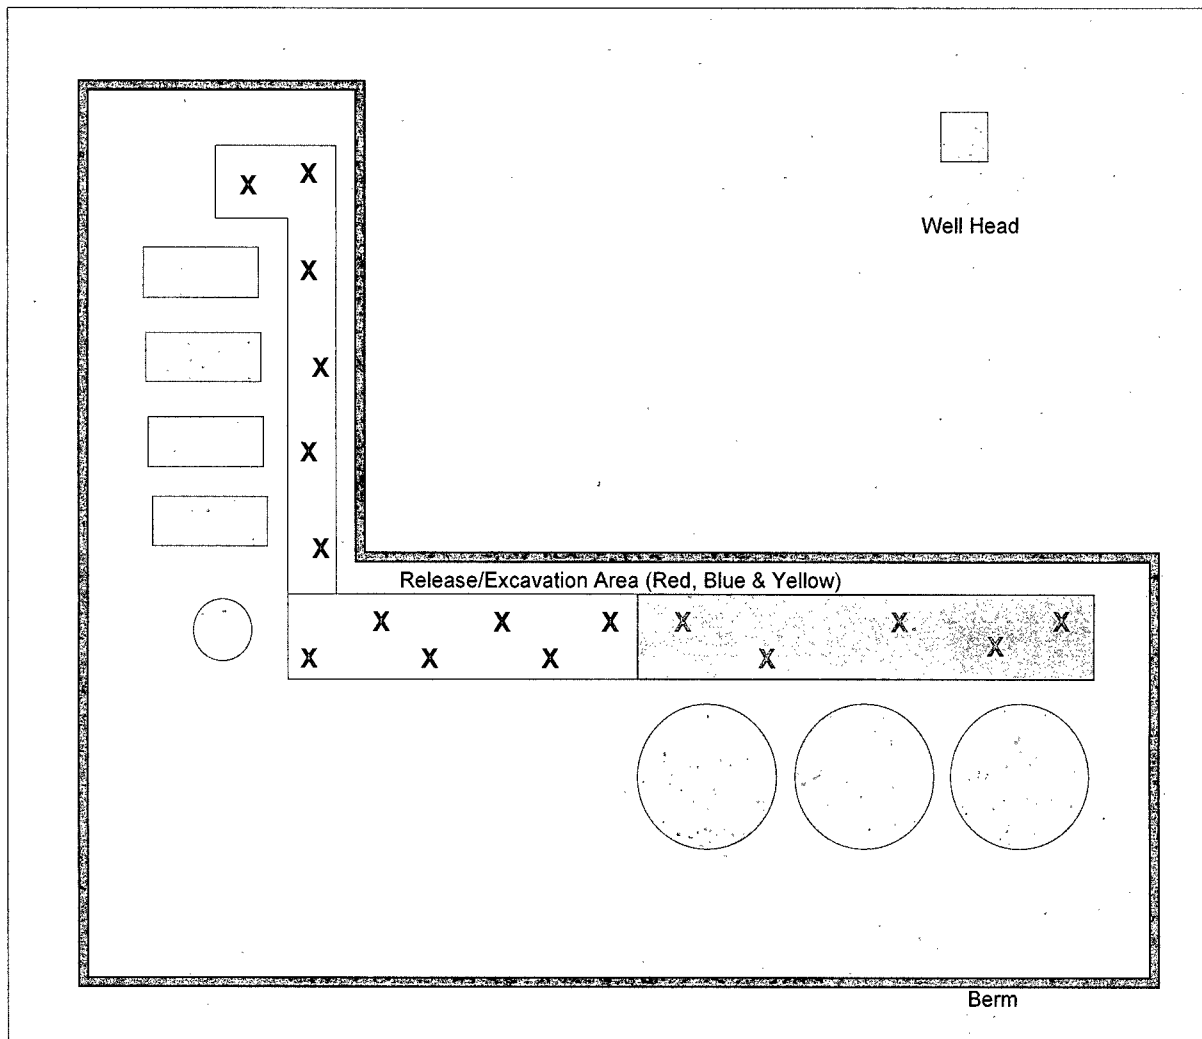 X X
Well Head
X
X
X
X
Release/Excavation Area (Red, Blue & Yellow)
X X X X X X
X X X X X
Berm